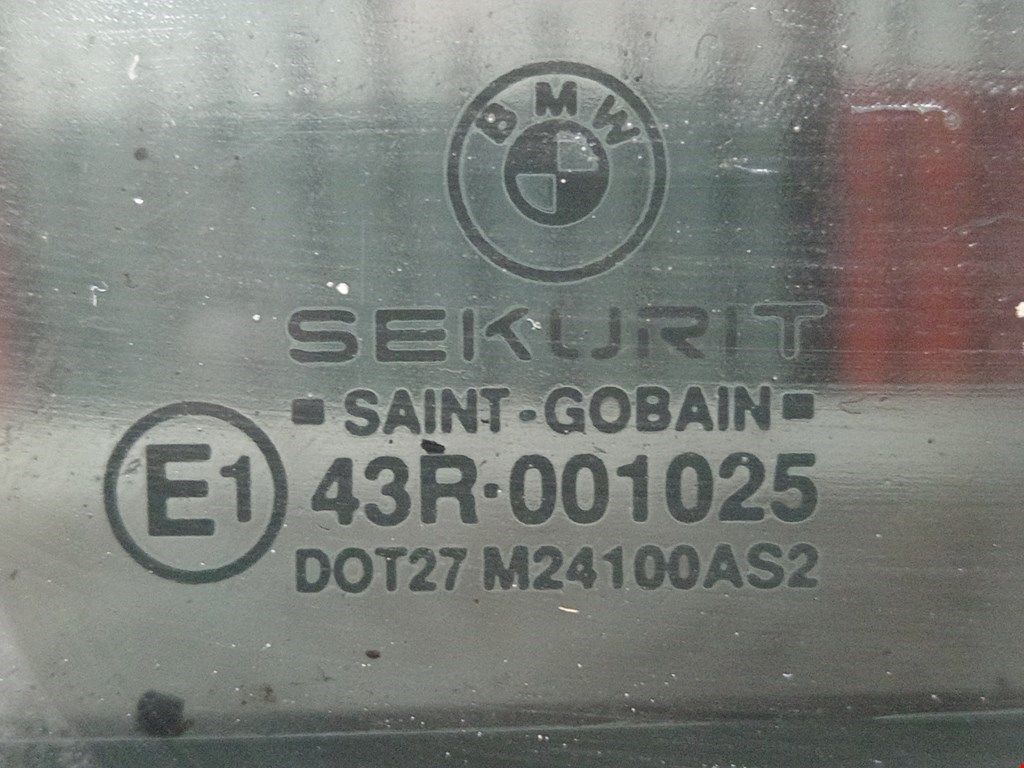 BMW
SEKURIT
SAINT-GOBAIN
E1 43R·001025
DOT27 M24100AS2